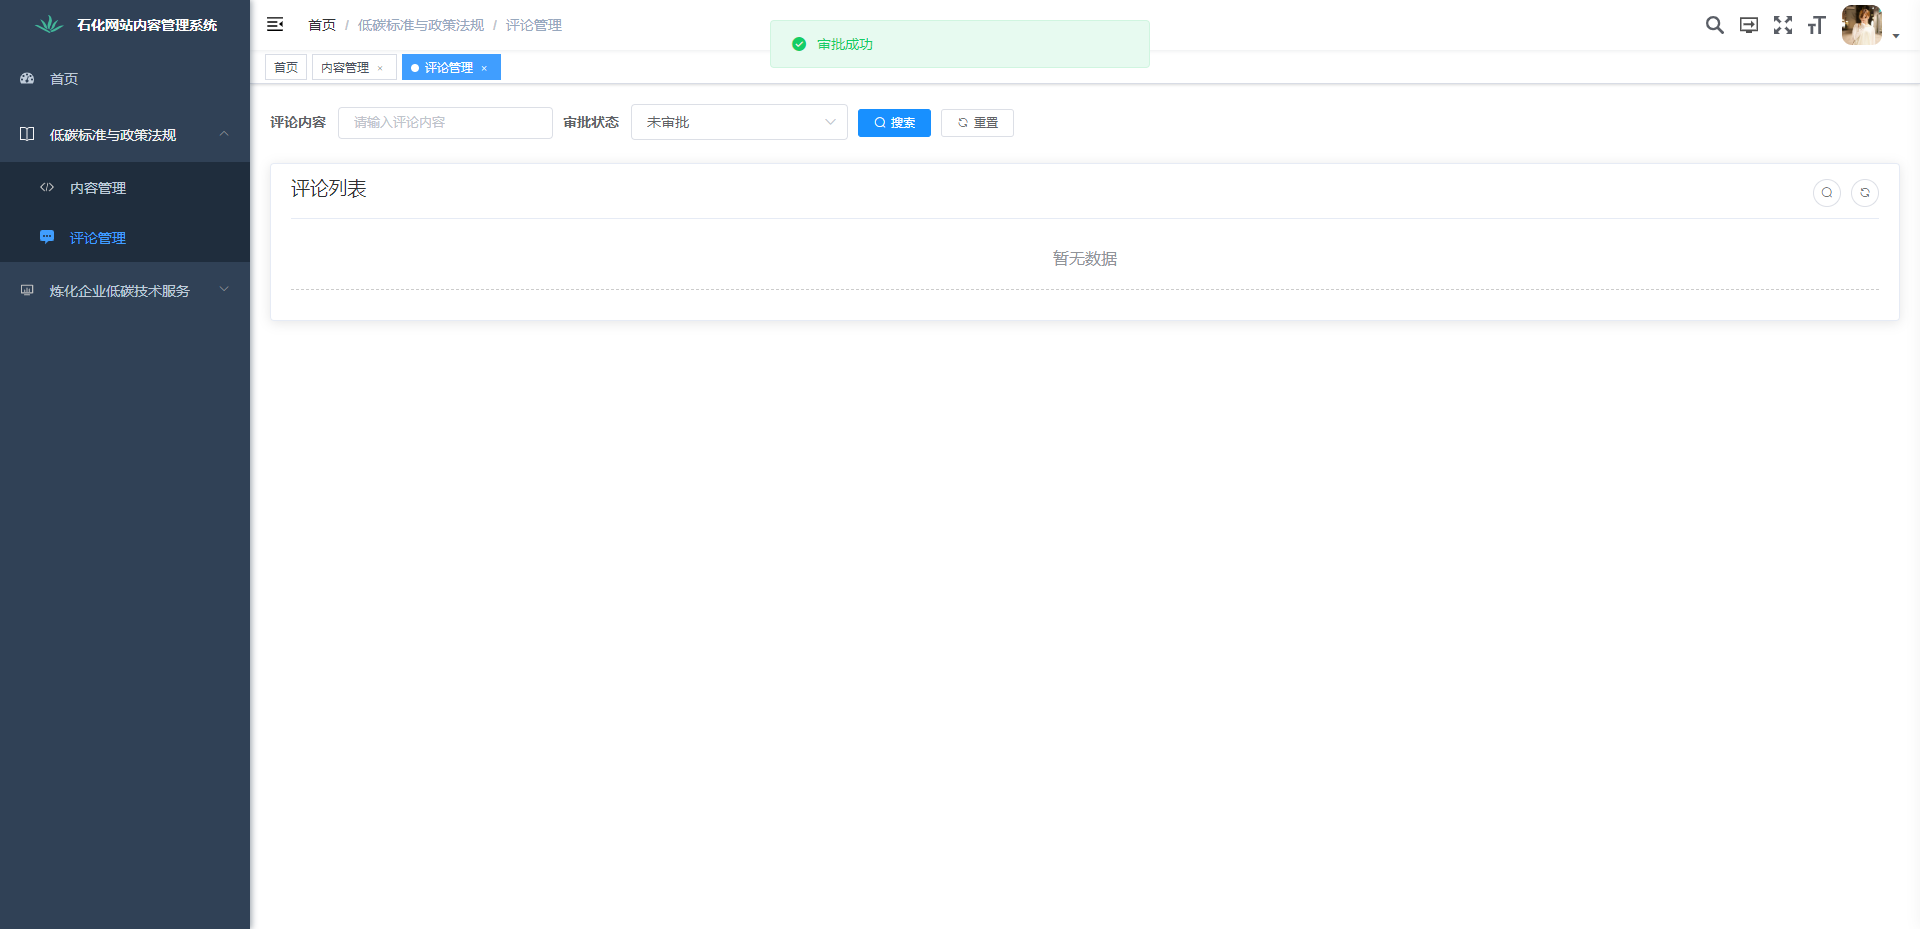 石化网站内容管理系统
首页
低碳标准与政策法规
内容管理
评论管理
炼化企业低碳技术服务
首页 / 低碳标准与政策法规 / 评论管理
审批成功
首页 内容管理 × 评论管理 ×
评论内容 请输入评论内容 审批状态 未审批 搜索 重置
评论列表
暂无数据